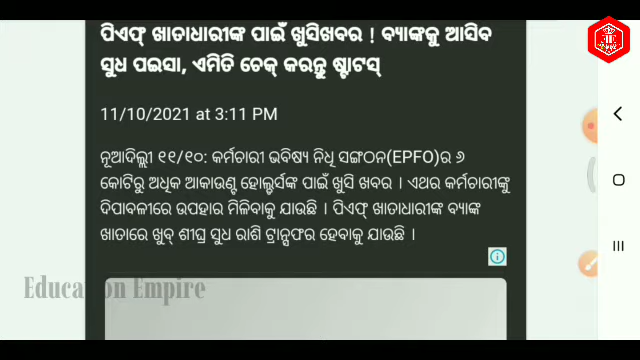 ପିଏଫ୍ ଖାତାଧାରୀଙ୍କ ପାଇଁ ଖୁସିଖବର ! ବ୍ୟାଙ୍କକୁ ଆସିବ
ସୁଧ ପଇସା, ଏମିତି ଚେକ୍ କରନ୍ତୁ ଷ୍ଟାଟସ୍
11/10/2021 at 3:11 PM
ନୂଆଦିଲ୍ଲୀ ୧୧/୧୦: କର୍ମଚାରୀ ଭବିଷ୍ୟ ନିଧି ସଙ୍ଗଠନ(EPFO)ର ୬
କୋଟିରୁ ଅଧିକ ଆକାଉଣ୍ଟ ହୋଲ୍ଡର୍ସଙ୍କ ପାଇଁ ଖୁସି ଖବର । ଏଥର କର୍ମଚାରୀଙ୍କୁ
ଦିପାବଳୀରେ ଉପହାର ମିଳିବାକୁ ଯାଉଛି । ପିଏଫ୍ ଖାତାଧାରୀଙ୍କ ବ୍ୟାଙ୍କ
ଖାତାରେ ଖୁବ୍ ଶୀଘ୍ର ସୁଧ ରାଶି ଟ୍ରାନ୍ସଫର ହେବାକୁ ଯାଉଛି ।
Education Empire